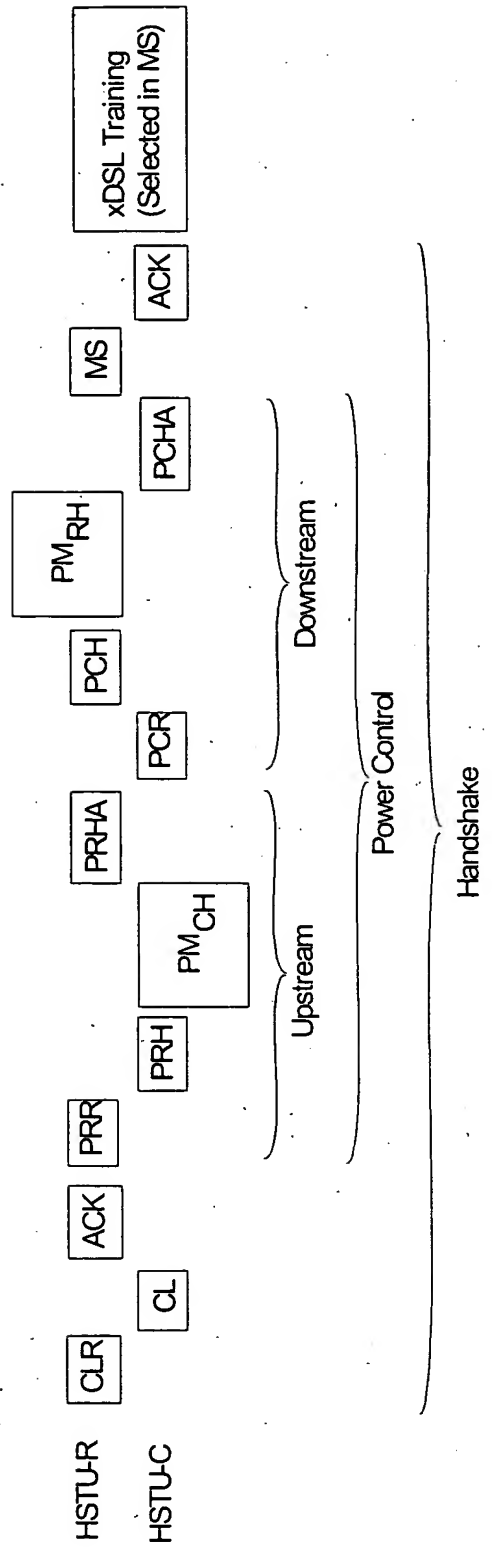 HSTU-R
HSTU-C
CLR
CL
ACK
PRR
PRH
PM_CH
PRHA
PCR
PCH
PM_RH
PCHA
MS
ACK
xDSL Training
(Selected in MS)
Upstream
Downstream
Power Control
Handshake